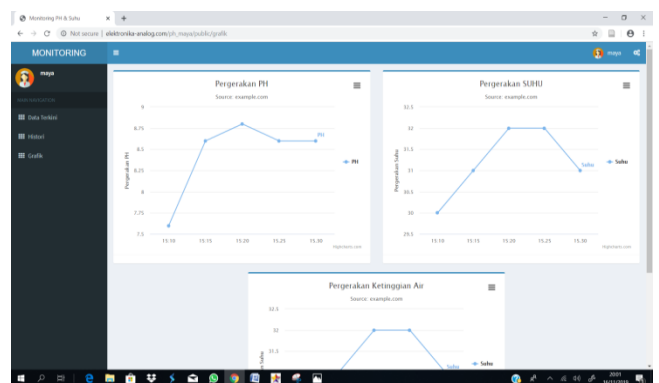 Monitoring PH & Suhu
Not secure | elektronika-analog.com/ph_maya/public/grafik
MONITORING
maya
maya
MAIN NAVIGATION
Data Terkini
Histori
Grafik
Pergerakan PH
Source: example.com
Pergerakan PH
9
8.75
8.5
8.25
8
7.75
7.5
15.10
15.15
15.20
15.25
15.30
PH
PH
Highcharts.com
Pergerakan SUHU
Source: example.com
Pergerakan Suhu
32.5
32
31.5
31
30.5
30
29.5
15.10
15.15
15.20
15.25
15.30
Suhu
Suhu
Highcharts.com
Pergerakan Ketinggian Air
Source: example.com
32.5
32
31.5
Suhu
Suhu
20:01